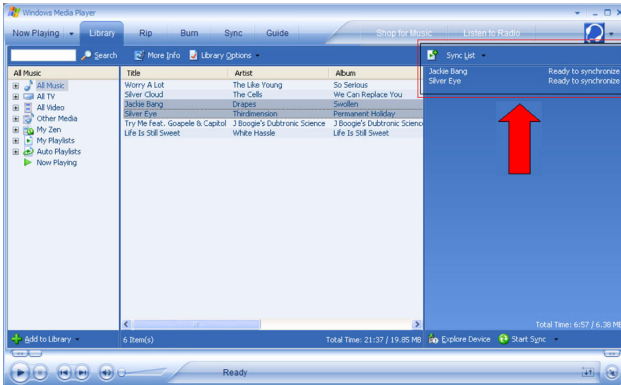 Windows Media Player
Now Playing Library Rip Burn Sync Guide Shop for Music Listen to Radio
Search More Info Library Options Sync List
All Music
All Music
All TV
All Video
Other Media
My Zen
My Playlists
Auto Playlists
Now Playing
Title Artist Album
Worry A Lot The Like Young So Serious
Silver Cloud The Cells We Can Replace You
Jackie Bang Drapes Swollen
Silver Eye Thirdimension Permanent Holiday
Try Me feat. Goapele & Capitol J Boogie's Dubtronic Science J Boogie's Dubtronic Scienc
Life Is Still Sweet White Hassle Life Is Still Sweet
Jackie Bang Ready to synchronize
Silver Eye Ready to synchronize
Total Time: 6:57 / 6.38 MB
Add to Library 6 Item(s) Total Time: 21:37 / 19.85 MB Explore Device Start Sync
Ready